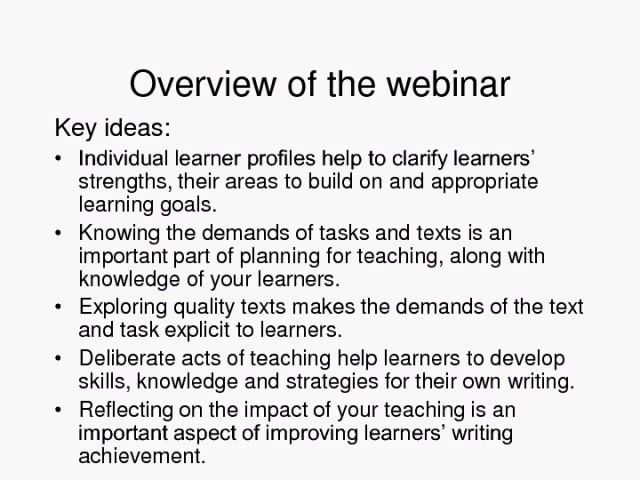 Overview of the webinar
Key ideas:
• Individual learner profiles help to clarify learners’
strengths, their areas to build on and appropriate
learning goals.
• Knowing the demands of tasks and texts is an
important part of planning for teaching, along with
knowledge of your learners.
• Exploring quality texts makes the demands of the text
and task explicit to learners.
• Deliberate acts of teaching help learners to develop
skills, knowledge and strategies for their own writing.
• Reflecting on the impact of your teaching is an
important aspect of improving learners’ writing
achievement.